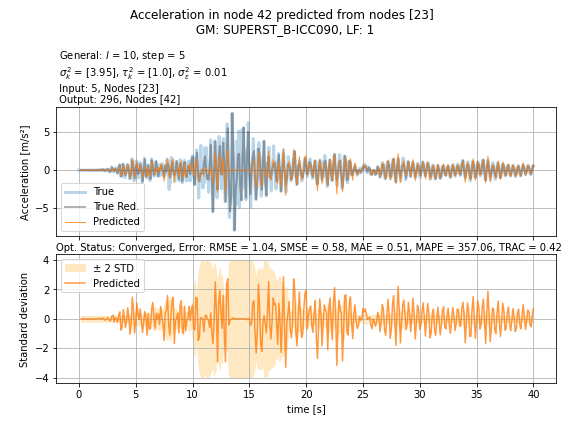 Acceleration in node 42 predicted from nodes [23]
GM: SUPERST_B-ICC090, LF: 1
General: l = 10, step = 5
σ²ₖ = [3.95], τ²ₖ = [1.0], σ²ε = 0.01
Input: 5, Nodes [23]
Output: 296, Nodes [42]
Acceleration [m/s²]
5
0
−5
True
True Red.
Predicted
Opt. Status: Converged, Error: RMSE = 1.04, SMSE = 0.58, MAE = 0.51, MAPE = 357.06, TRAC = 0.42
Standard deviation
4
2
0
−2
−4
± 2 STD
Predicted
0 5 10 15 20 25 30 35 40
time [s]